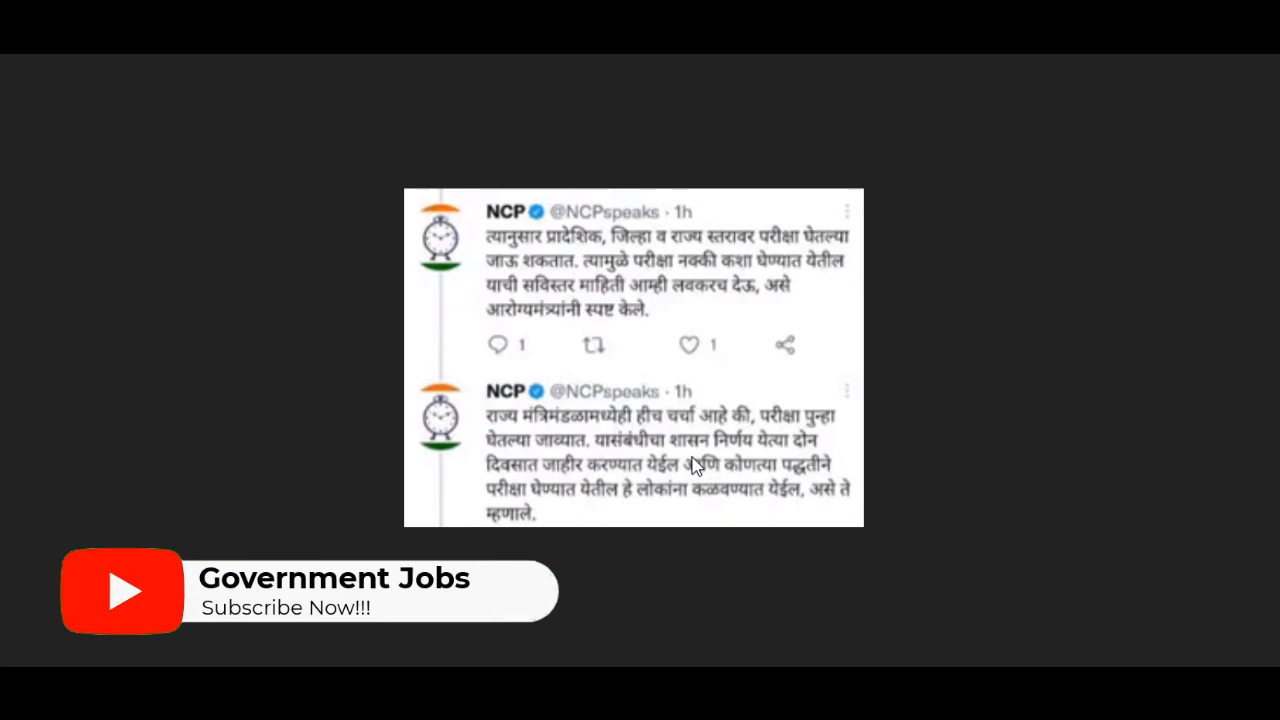 NCP @NCPspeaks · 1h
त्यानुसार प्रादेशिक, जिल्हा व राज्य स्तरावर परीक्षा घेतल्या
जाऊ शकतात. त्यामुळे परीक्षा नक्की कशा घेण्यात येतील
याची सविस्तर माहिती आम्ही लवकरच देऊ, असे
आरोग्यमंत्र्यांनी स्पष्ट केले.
1 1
NCP @NCPspeaks · 1h
राज्य मंत्रिमंडळामध्येही हीच चर्चा आहे की, परीक्षा पुन्हा
घेतल्या जाव्यात. यासंबंधीचा शासन निर्णय येत्या दोन
दिवसात जाहीर करण्यात येईल आणि कोणत्या पद्धतीने
परीक्षा घेण्यात येतील हे लोकांना कळवण्यात येईल, असे ते
म्हणाले.
Government Jobs
Subscribe Now!!!